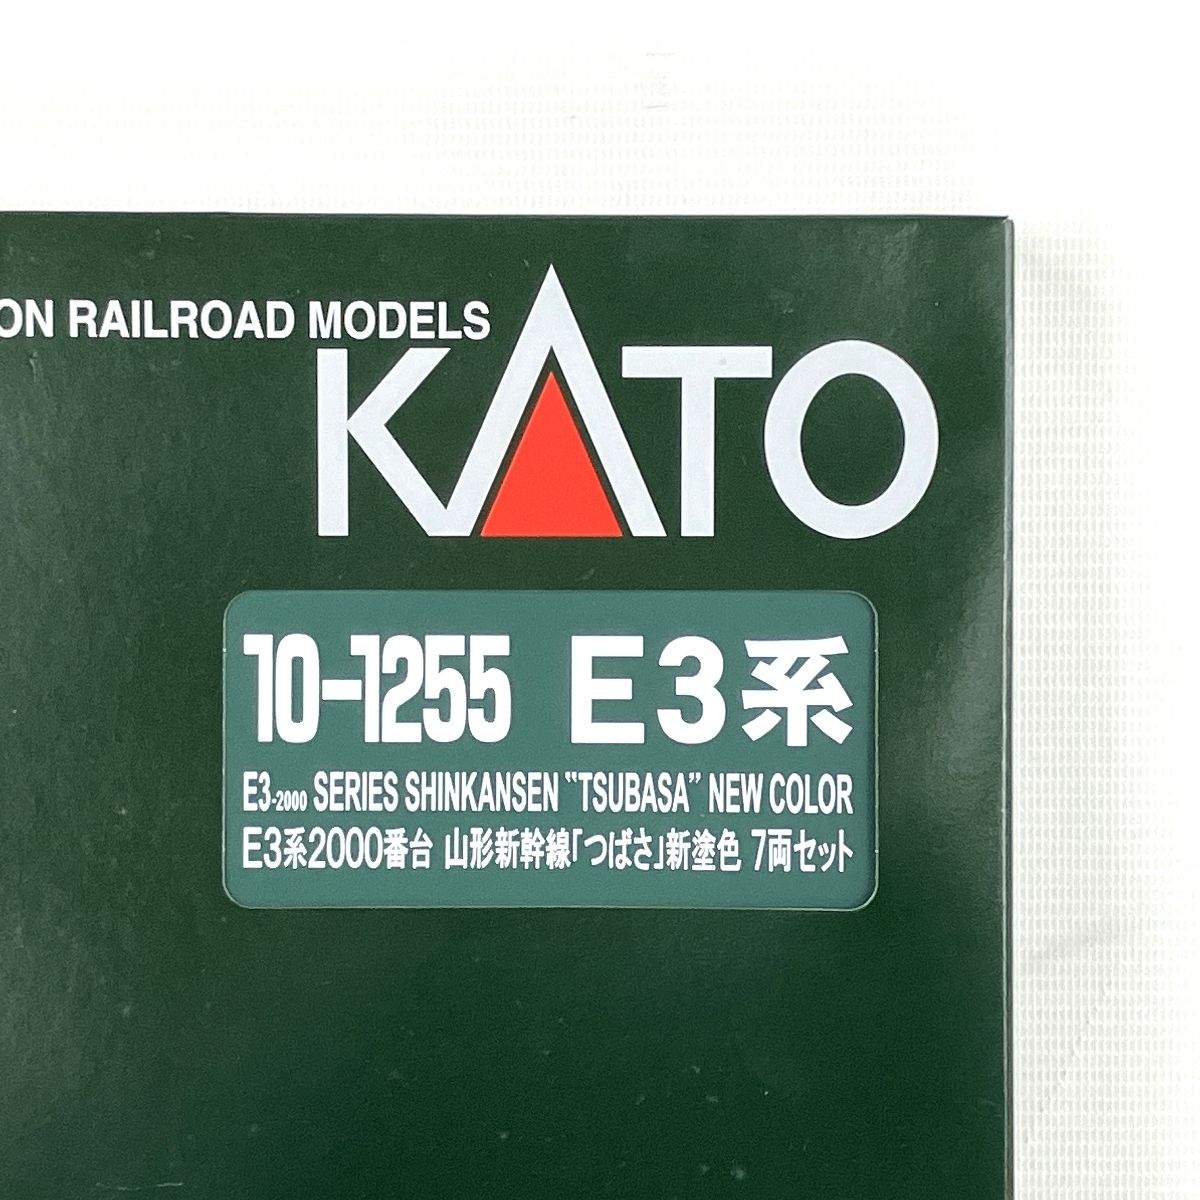 ON RAILROAD MODELS
KATO
10-1255 E3系
E3-2000 SERIES SHINKANSEN “TSUBASA” NEW COLOR
E3系2000番台 山形新幹線「つばさ」新塗色 7両セット